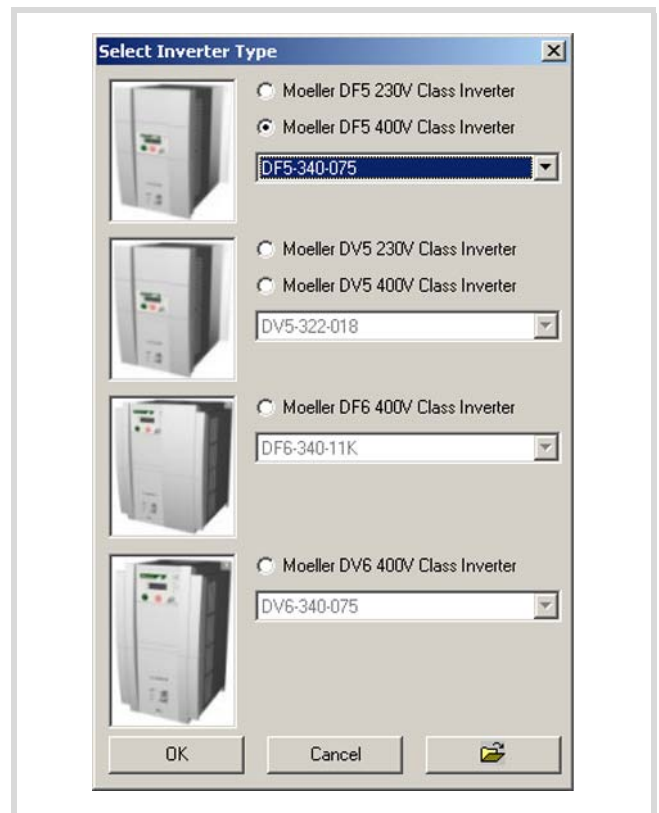 Select Inverter Type
Moeller DF5 230V Class Inverter
Moeller DF5 400V Class Inverter
DF5-340-075
Moeller DV5 230V Class Inverter
Moeller DV5 400V Class Inverter
DV5-322-018
Moeller DF6 400V Class Inverter
DF6-340-11K
Moeller DV6 400V Class Inverter
DV6-340-075
OK
Cancel